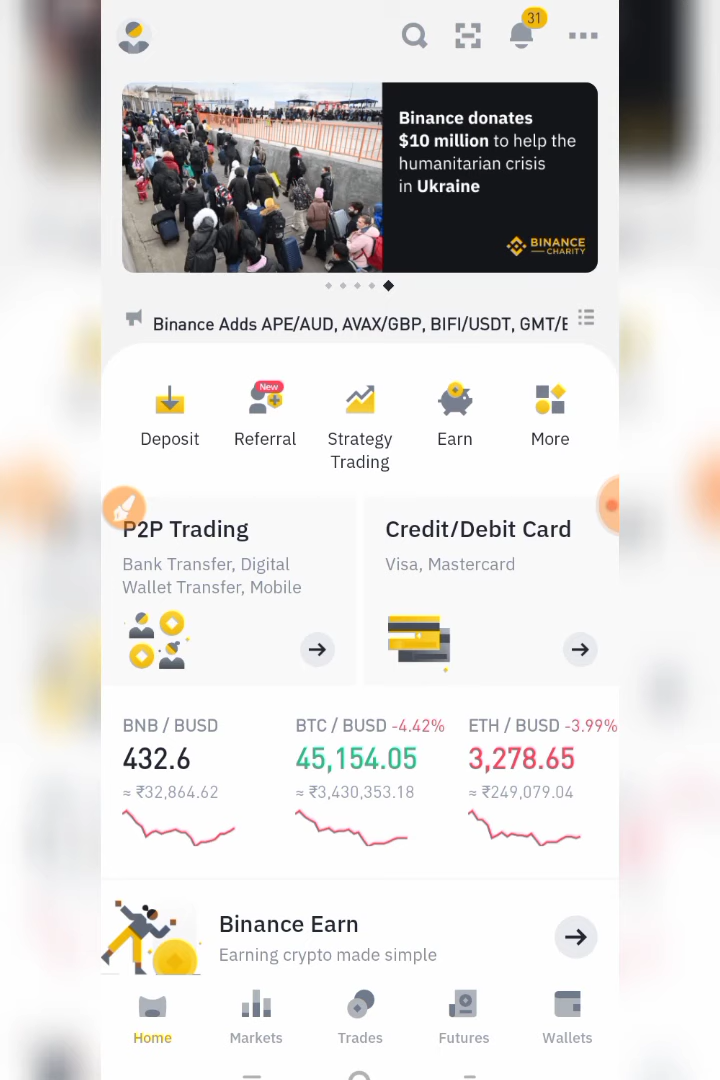 31
Binance donates
$10 million to help the
humanitarian crisis
in Ukraine
BINANCE
CHARITY
Binance Adds APE/AUD, AVAX/GBP, BIFI/USDT, GMT/E
New
Deposit
Referral
Strategy
Trading
Earn
More
P2P Trading
Bank Transfer, Digital
Wallet Transfer, Mobile
Credit/Debit Card
Visa, Mastercard
BNB / BUSD
432.6
≈ ₹32,864.62
BTC / BUSD -4.42%
45,154.05
≈ ₹3,430,353.18
ETH / BUSD -3.99%
3,278.65
≈ ₹249,079.04
Binance Earn
Earning crypto made simple
Home
Markets
Trades
Futures
Wallets